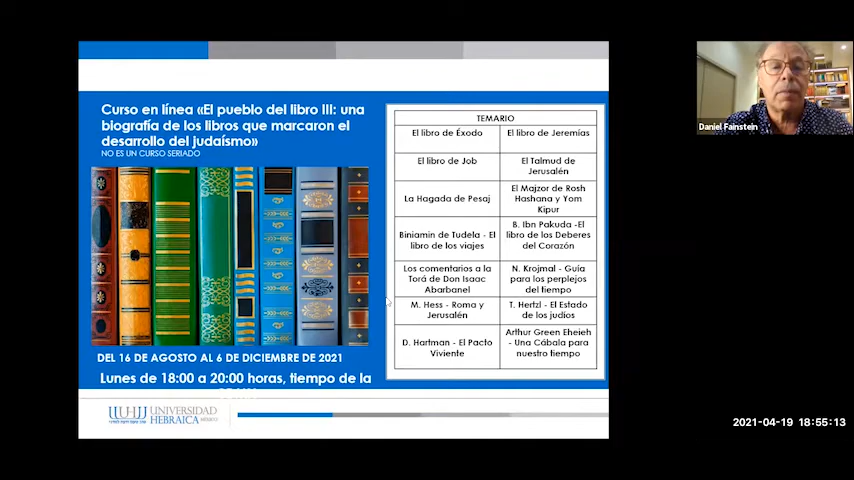 Curso en línea «El pueblo del libro III: una
biografía de los libros que marcaron el
desarrollo del judaísmo»
NO ES UN CURSO SERIADO
TEMARIO
El libro de Éxodo
El libro de Jeremías
El libro de Job
El Talmud de
Jerusalén
La Hagada de Pesaj
El Majzor de Rosh
Hashana y Yom
Kipur
Biniamin de Tudela - El
libro de los viajes
B. Ibn Pakuda -El
libro de los Deberes
del Corazón
Los comentarios a la
Torá de Don Isaac
Abarbanel
N. Krojmal - Guía
para los perplejos
del tiempo
M. Hess - Roma y
Jerusalén
T. Hertzl - El Estado
de los judíos
D. Hartman - El Pacto
Viviente
Arthur Green Eheieh
- Una Cábala para
nuestro tiempo
DEL 16 DE AGOSTO AL 6 DE DICIEMBRE DE 2021
Lunes de 18:00 a 20:00 horas, tiempo de la
UNIVERSIDAD
HEBRAICA
MÉXICO
Daniel Fainstein
2021-04-19 18:55:13